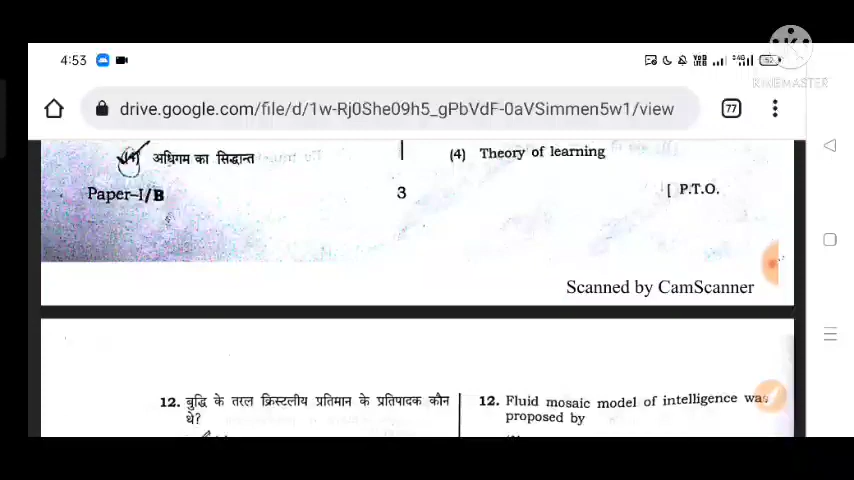 4:53
KINEMASTER
drive.google.com/file/d/1w-Rj0She09h5_gPbVdF-0aVSimmen5w1/view
77
(4) अधिगम का सिद्धान्त
(4) Theory of learning
Paper-I/B
3
[ P.T.O.
Scanned by CamScanner
12. बुद्धि के तरल क्रिस्टलीय प्रतिमान के प्रतिपादक कौन
थे?
12. Fluid mosaic model of intelligence was
proposed by